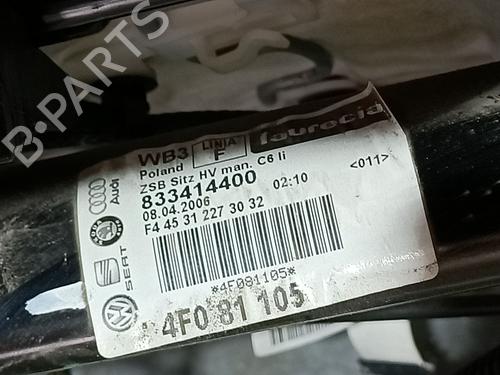 B-PARTS
WB3
LINIA
F
faurecia
Poland
ZSB Sitz HV man. C6 li
833414400
02:10
<011>
08.04.2006
F4 45 31 227 30 32
*4F081105*
4F0 81 105
Audi
SEAT